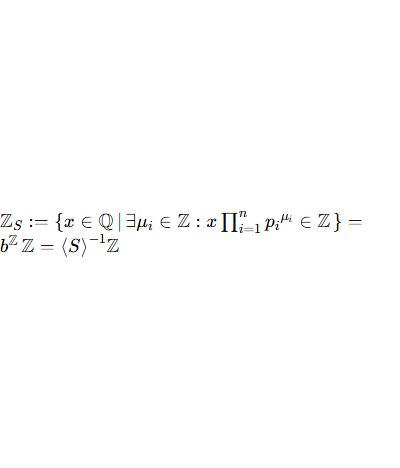 ℤ_S := {x ∈ ℚ | ∃μ_i ∈ ℤ : x ∏_{i=1}^{n} p_i^{μ_i} ∈ ℤ} =
b^ℤ ℤ = ⟨S⟩^{−1}ℤ